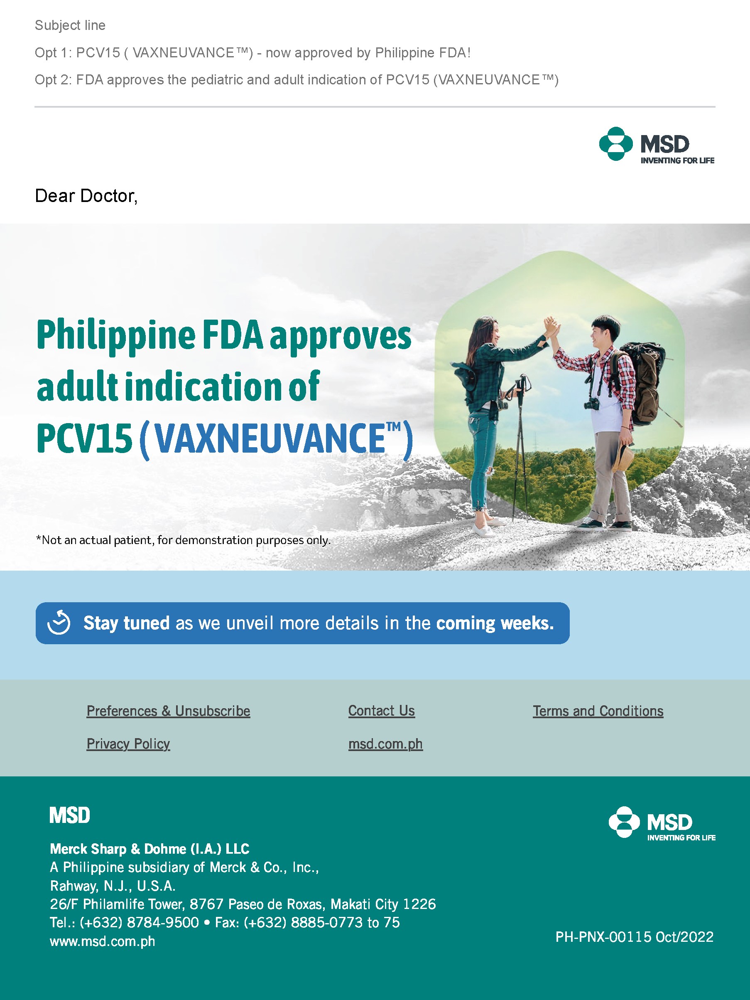 Subject line
Opt 1: PCV15 ( VAXNEUVANCE™) - now approved by Philippine FDA!
Opt 2: FDA approves the pediatric and adult indication of PCV15 (VAXNEUVANCE™)
MSD
INVENTING FOR LIFE
Dear Doctor,
Philippine FDA approves
adult indication of
PCV15 (VAXNEUVANCE™)
*Not an actual patient, for demonstration purposes only.
Stay tuned as we unveil more details in the coming weeks.
Preferences & Unsubscribe
Contact Us
Terms and Conditions
Privacy Policy
msd.com.ph
MSD
MSD
INVENTING FOR LIFE
Merck Sharp & Dohme (I.A.) LLC
A Philippine subsidiary of Merck & Co., Inc.,
Rahway, N.J., U.S.A.
26/F Philamlife Tower, 8767 Paseo de Roxas, Makati City 1226
Tel.: (+632) 8784-9500 • Fax: (+632) 8885-0773 to 75
www.msd.com.ph
PH-PNX-00115 Oct/2022